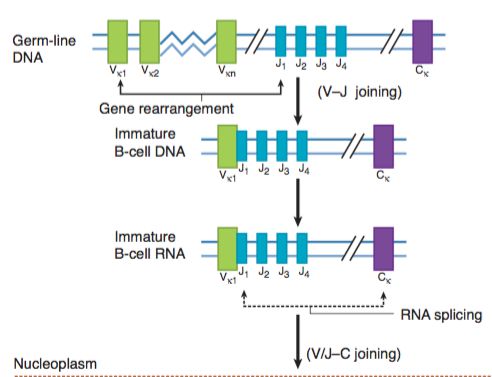 Germ-line
DNA
Vκ1 Vκ2 Vκn J1 J2 J3 J4 Cκ
Gene rearrangement
(V–J joining)
Immature
B-cell DNA
Vκ1 J1 J2 J3 J4 Cκ
Immature
B-cell RNA
Vκ1 J1 J2 J3 J4 Cκ
RNA splicing
(V/J–C joining)
Nucleoplasm